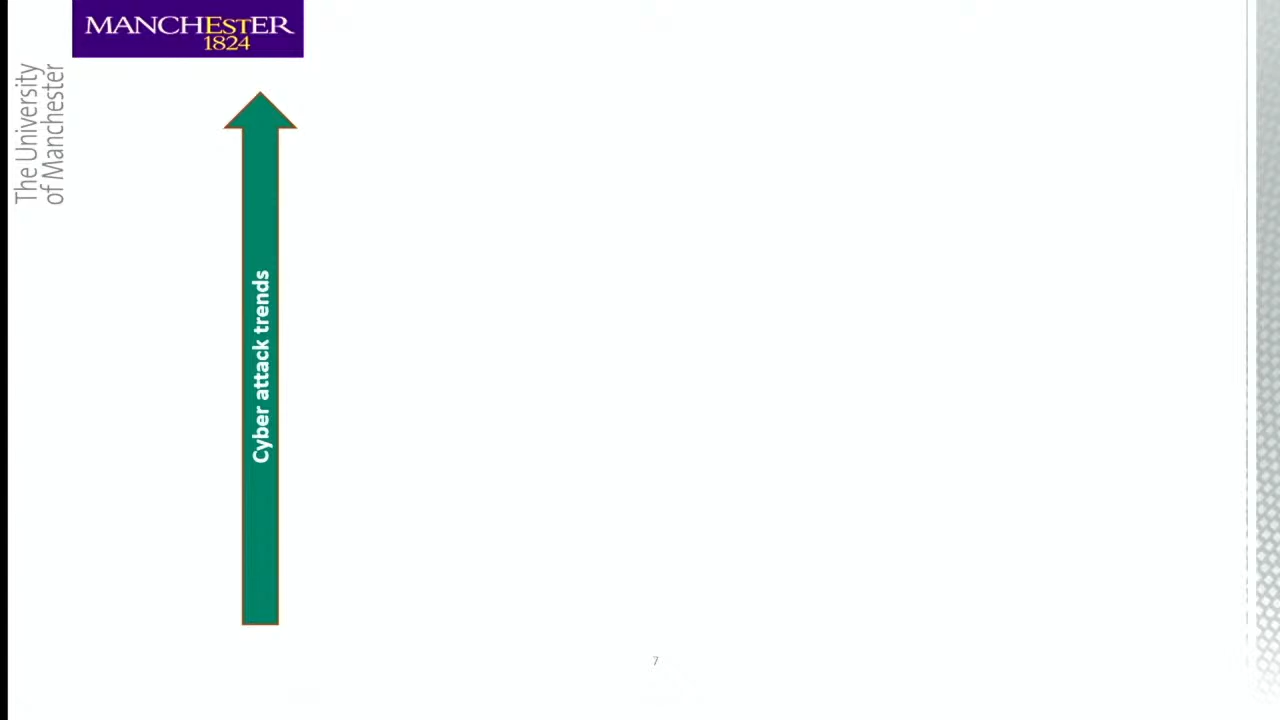 MANCHEsTER
1824
The University
of Manchester
Cyber attack trends
7